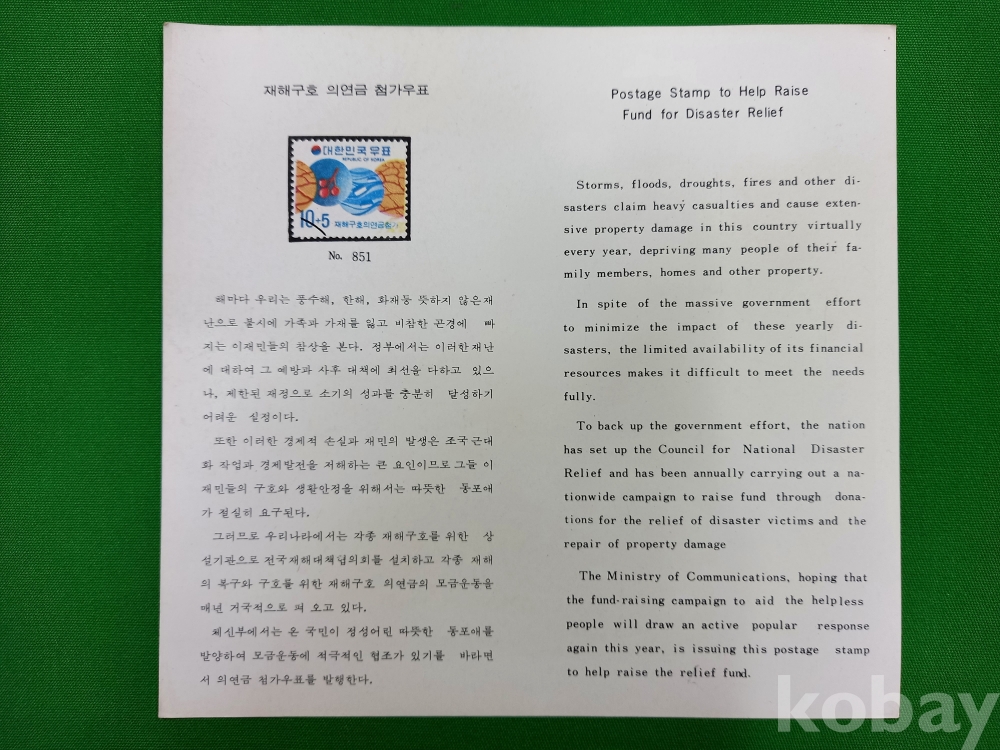 재해구호 의연금 첨가우표
대한민국우표
REPUBLIC OF KOREA
10+5 재해구호의연금첨가
No. 851
해마다 우리는 풍수해, 한해, 화재등 뜻하지 않은재
난으로 불시에 가족과 가재를 잃고 비참한 곤경에 빠
지는 이재민들의 참상을 본다. 정부에서는 이러한재난
에 대하여 그 예방과 사후 대책에 최선을 다하고 있으
나, 제한된 재정으로 소기의 성과를 충분히 달성하기
어려운 실정이다.
또한 이러한 경제적 손실과 재민의 발생은 조국근대
화 작업과 경제발전을 저해하는 큰 요인이므로 그들 이
재민들의 구호와 생활안정을 위해서는 따뜻한 동포애
가 절실히 요구된다.
그러므로 우리나라에서는 각종 재해구호를 위한 상
설기관으로 전국재해대책협의회를 설치하고 각종 재해
의 복구와 구호를 위한 재해구호 의연금의 모금운동을
매년 거국적으로 펴 오고 있다.
체신부에서는 온 국민이 정성어린 따뜻한 동포애를
발양하여 모금운동에 적극적인 협조가 있기를 바라면
서 의연금 첨가우표를 발행한다.
Postage Stamp to Help Raise
Fund for Disaster Relief
Storms, floods, droughts, fires and other di-
sasters claim heavy casualties and cause exten-
sive property damage in this country virtually
every year, depriving many people of their fa-
mily members, homes and other property.
In spite of the massive government effort
to minimize the impact of these yearly di-
sasters, the limited availability of its financial
resources makes it difficult to meet the needs
fully.
To back up the government effort, the nation
has set up the Council for National Disaster
Relief and has been annually carrying out a na-
tionwide campaign to raise fund through dona-
tions for the relief of disaster victims and the
repair of property damage
The Ministry of Communications, hoping that
the fund-raising campaign to aid the helpless
people will draw an active popular response
again this year, is issuing this postage stamp
to help raise the relief fund.
kobay